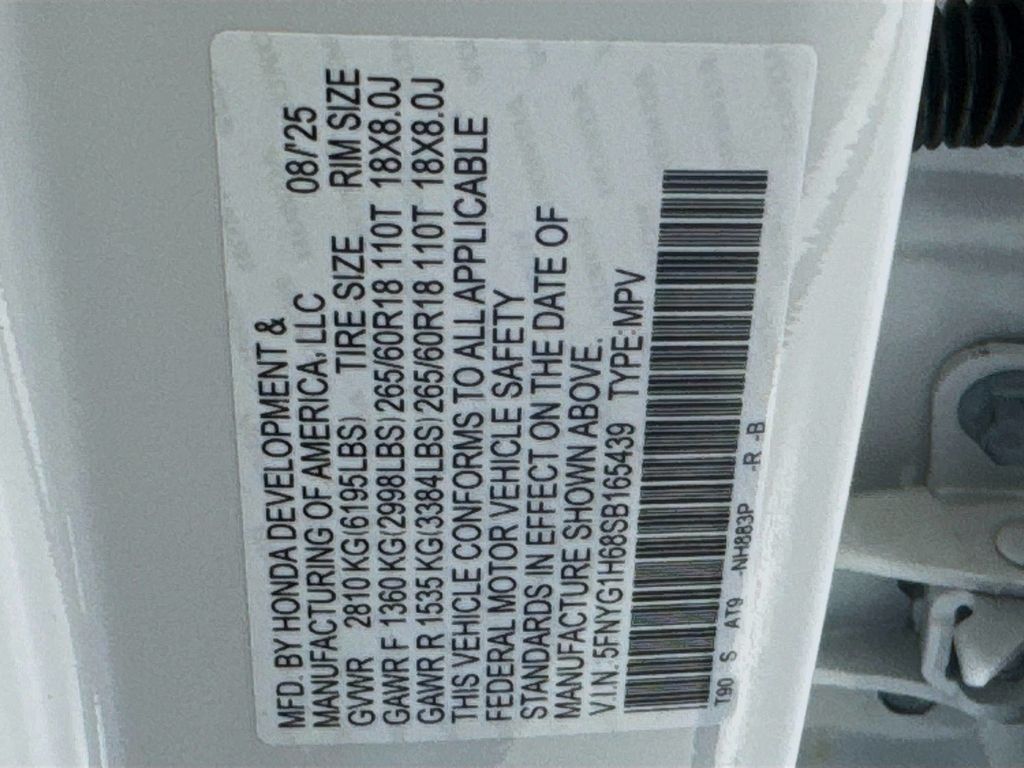 MFD. BY HONDA DEVELOPMENT &
MANUFACTURING OF AMERICA, LLC 08/'25
GVWR 2810 KG(6195LBS) TIRE SIZE RIM SIZE
GAWR F 1360 KG(2998LBS) 265/60R18 110T 18X8.0J
GAWR R 1535 KG(3384LBS) 265/60R18 110T 18X8.0J
THIS VEHICLE CONFORMS TO ALL APPLICABLE
FEDERAL MOTOR VEHICLE SAFETY
STANDARDS IN EFFECT ON THE DATE OF
MANUFACTURE SHOWN ABOVE.
V.I.N. 5FNYG1H68SB165439 TYPE:MPV
T90 S AT9 -NH883P -R -B